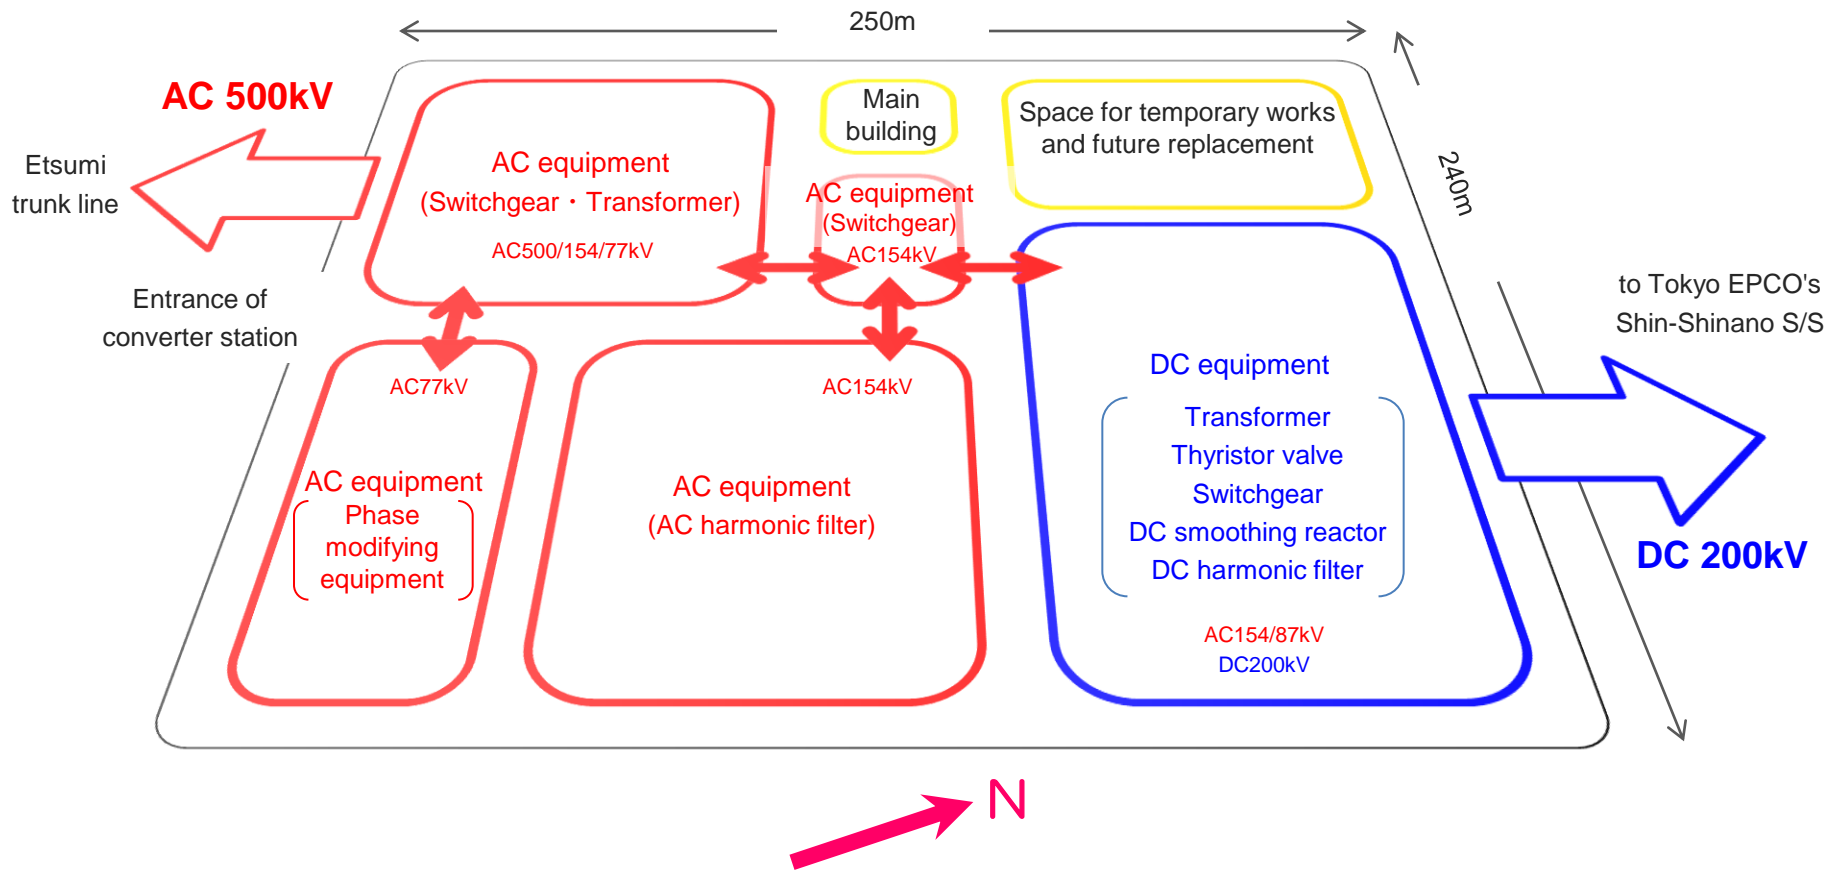 250m
AC 500kV
Etsumi
trunk line
AC equipment
(Switchgear・Transformer)
AC500/154/77kV
Main
building
AC equipment
(Switchgear)
AC154kV
Space for temporary works
and future replacement
240m
Entrance of
converter station
to Tokyo EPCO's
Shin-Shinano S/S
AC77kV
AC equipment
Phase
modifying
equipment
AC154kV
AC equipment
(AC harmonic filter)
DC equipment
Transformer
Thyristor valve
Switchgear
DC smoothing reactor
DC harmonic filter
AC154/87kV
DC200kV
DC 200kV
N